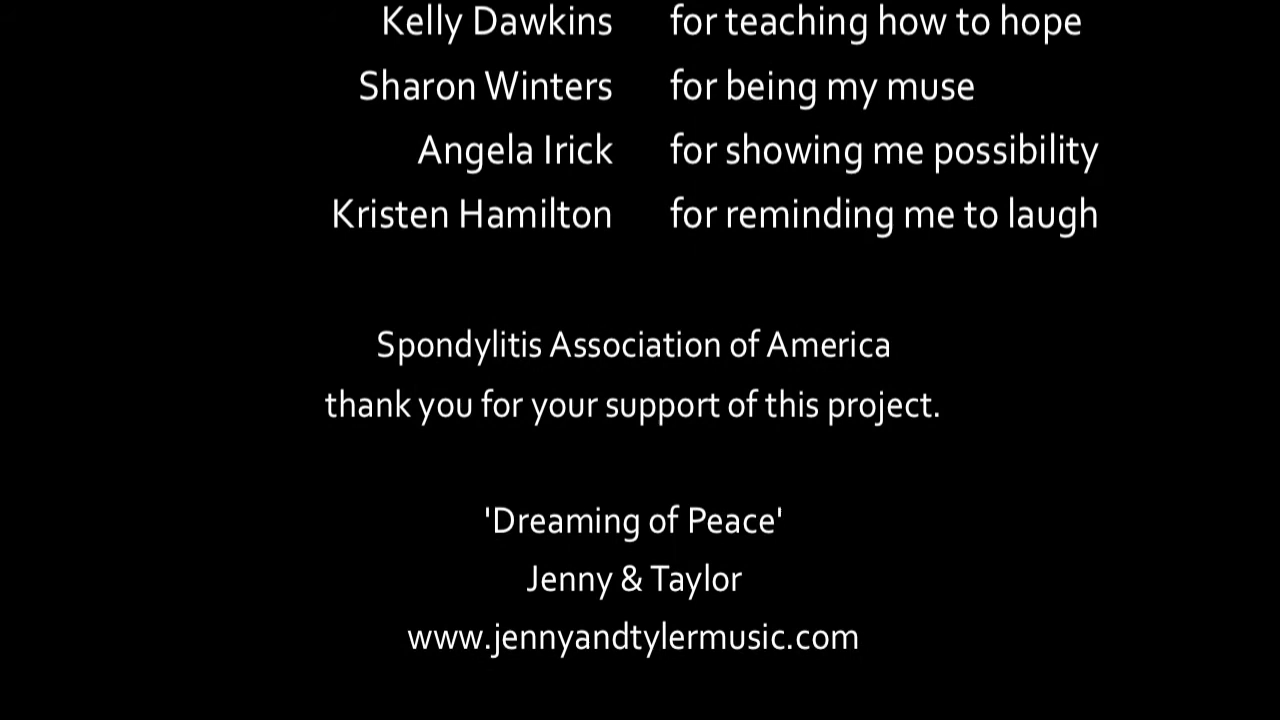 Kelly Dawkins for teaching how to hope
Sharon Winters for being my muse
Angela Irick for showing me possibility
Kristen Hamilton for reminding me to laugh
Spondylitis Association of America
thank you for your support of this project.
'Dreaming of Peace'
Jenny & Taylor
www.jennyandtylermusic.com